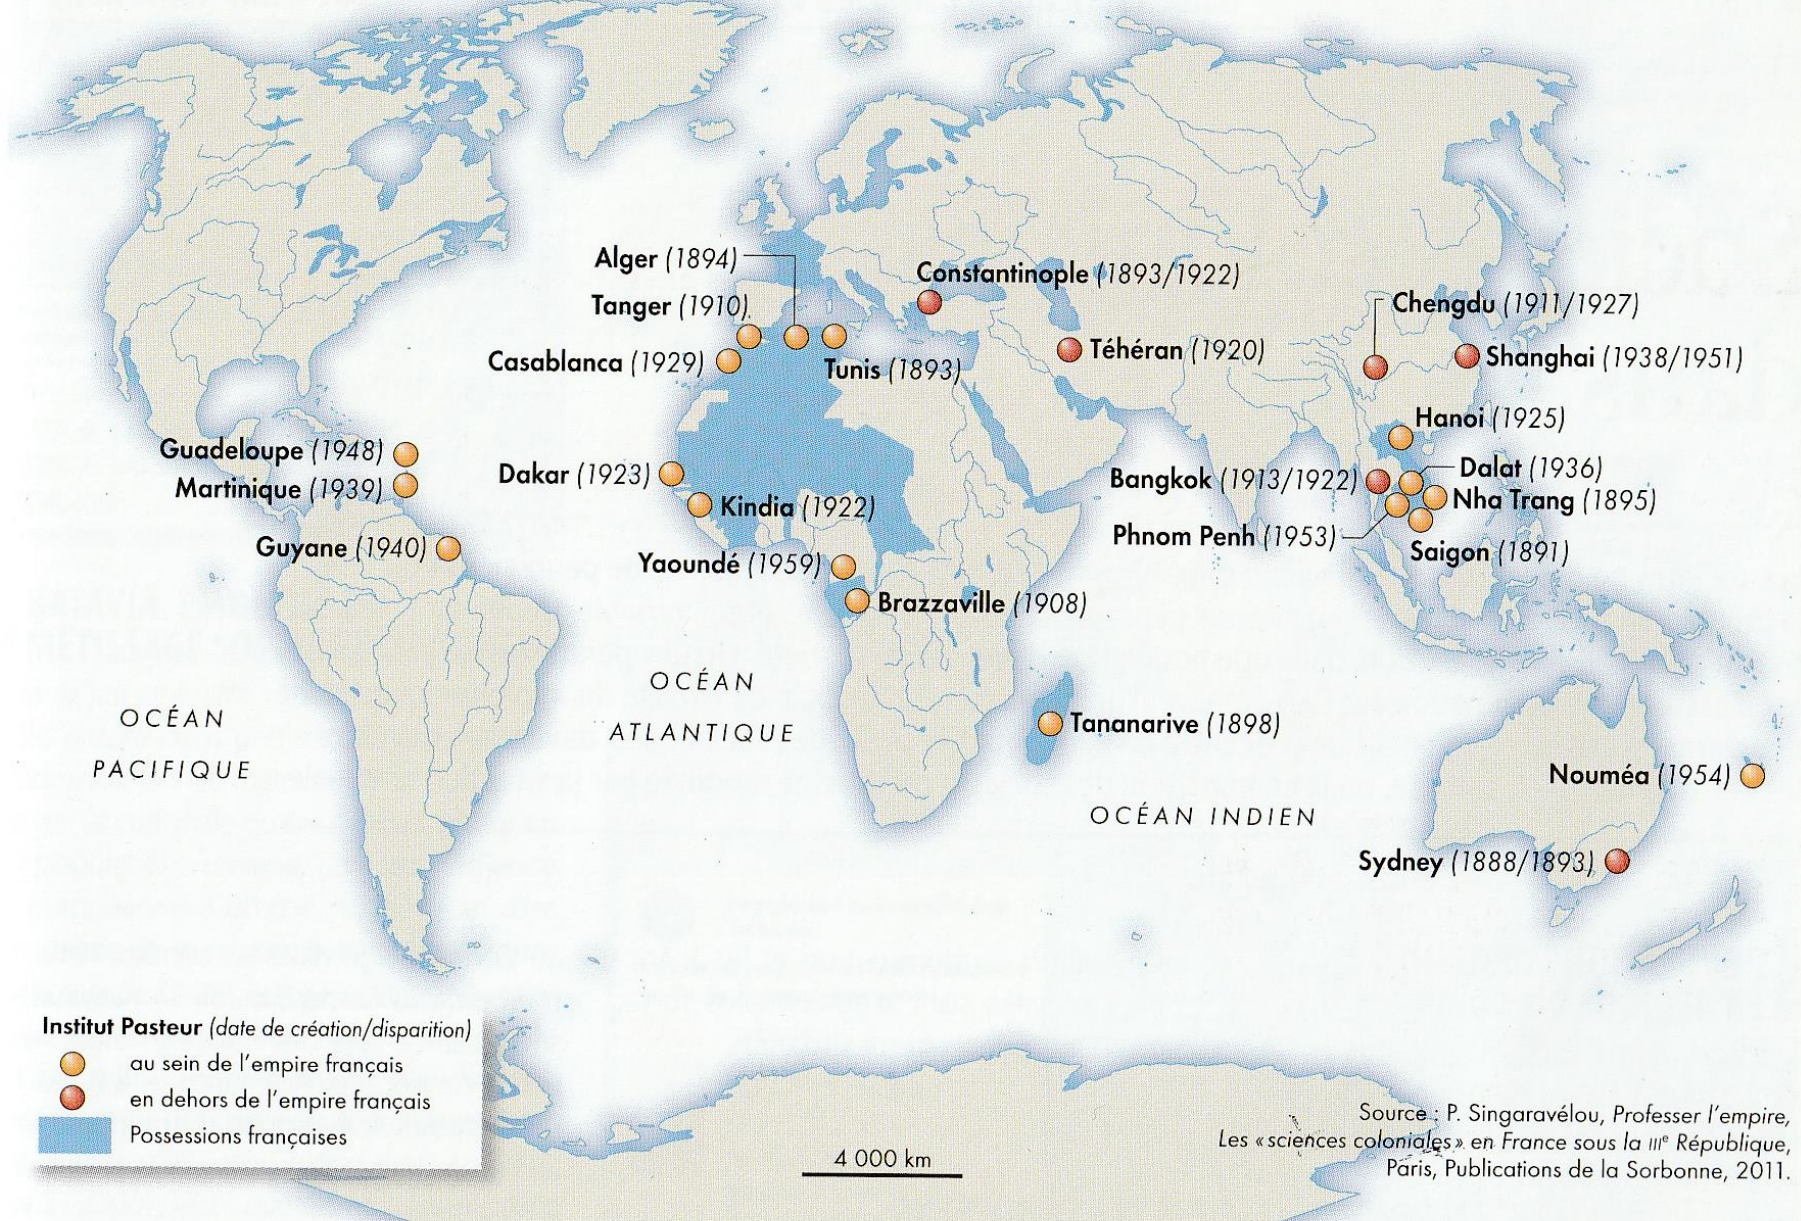 Alger (1894)
Tanger (1910)
Casablanca (1929)
Tunis (1893)
Constantinople (1893/1922)
Téhéran (1920)
Chengdu (1911/1927)
Shanghai (1938/1951)
Hanoi (1925)
Dalat (1936)
Bangkok (1913/1922)
Nha Trang (1895)
Phnom Penh (1953)
Saigon (1891)
Guadeloupe (1948)
Martinique (1939)
Guyane (1940)
Dakar (1923)
Kindia (1922)
Yaoundé (1959)
Brazzaville (1908)
OCÉAN
ATLANTIQUE
OCÉAN
PACIFIQUE
Tananarive (1898)
OCÉAN INDIEN
Nouméa (1954)
Sydney (1888/1893)
Institut Pasteur (date de création/disparition)
au sein de l'empire français
en dehors de l'empire français
Possessions françaises
4 000 km
Source : P. Singaravélou, Professer l'empire,
Les «sciences coloniales» en France sous la IIIe République,
Paris, Publications de la Sorbonne, 2011.